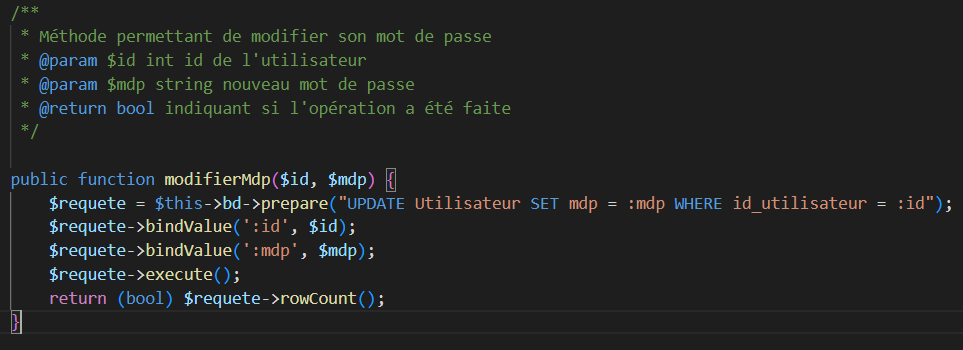 /**
 * Méthode permettant de modifier son mot de passe
 * @param $id int id de l'utilisateur
 * @param $mdp string nouveau mot de passe
 * @return bool indiquant si l'opération a été faite
 */
public function modifierMdp($id, $mdp) {
    $requete = $this->bd->prepare("UPDATE Utilisateur SET mdp = :mdp WHERE id_utilisateur = :id");
    $requete->bindValue(':id', $id);
    $requete->bindValue(':mdp', $mdp);
    $requete->execute();
    return (bool) $requete->rowCount();
}